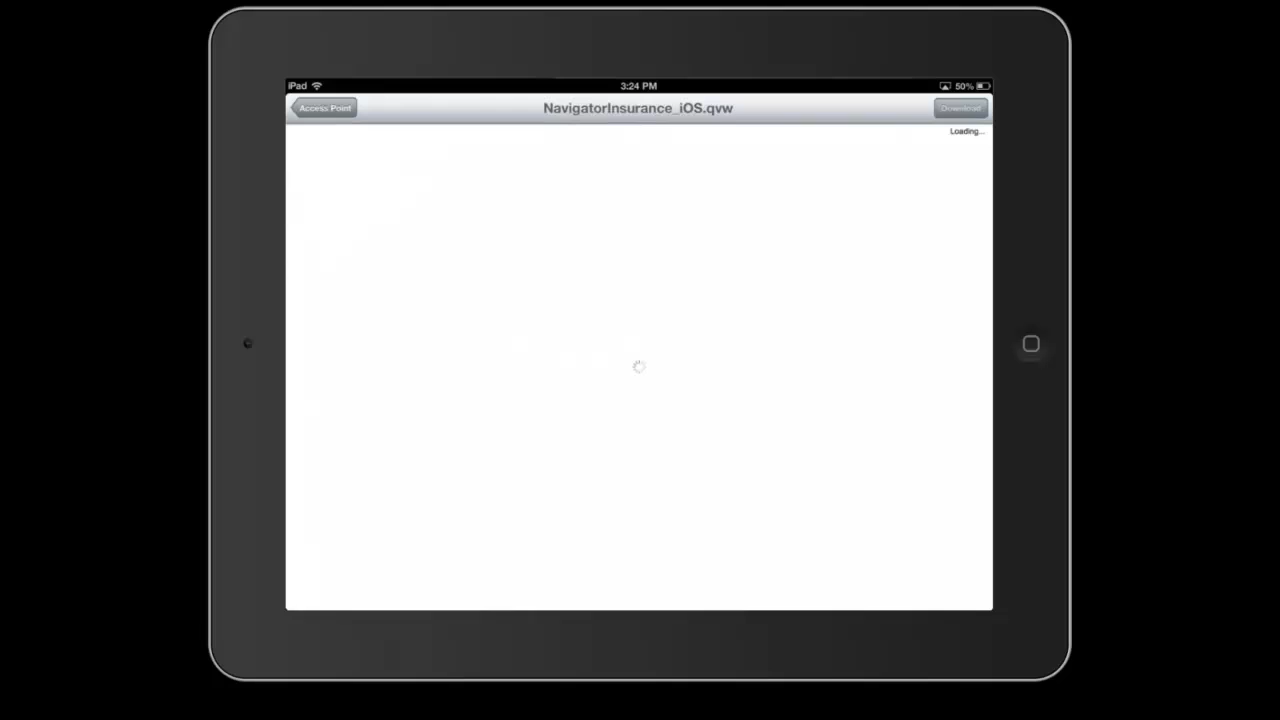 iPad 3:24 PM 50%
Access Point NavigatorInsurance_iOS.qvw Download
Loading...